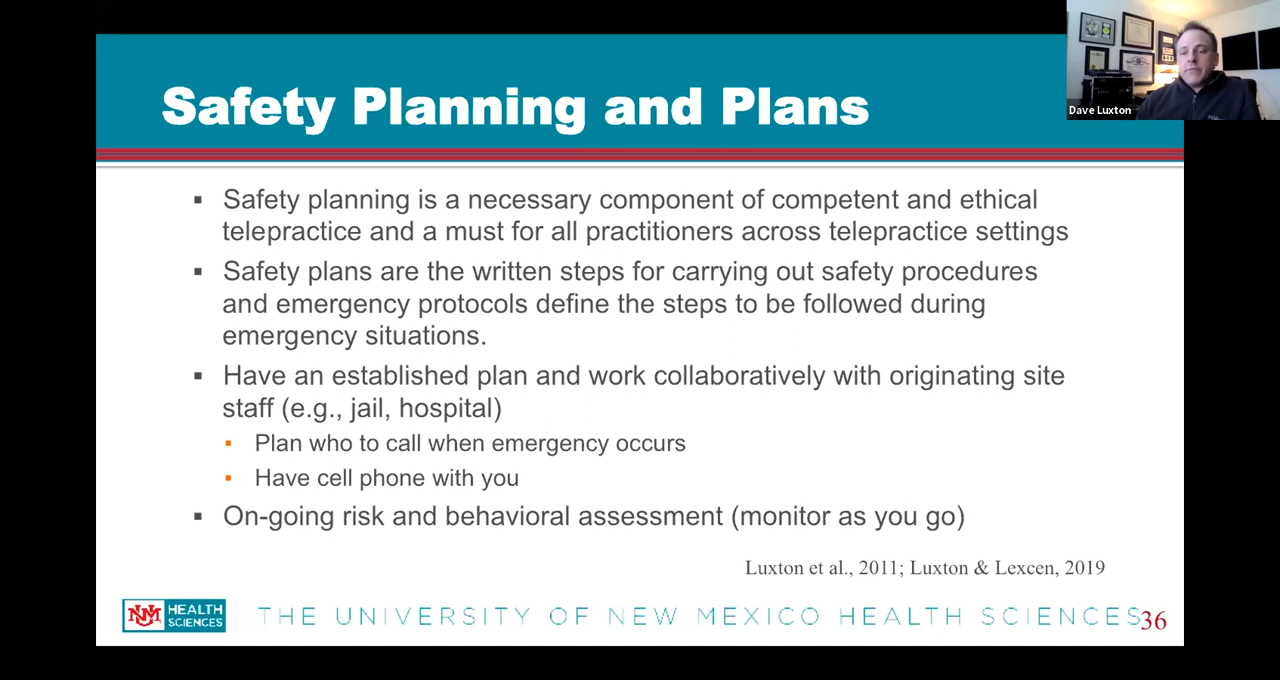 Safety Planning and Plans
Dave Luxton
▪ Safety planning is a necessary component of competent and ethical
telepractice and a must for all practitioners across telepractice settings
▪ Safety plans are the written steps for carrying out safety procedures
and emergency protocols define the steps to be followed during
emergency situations.
▪ Have an established plan and work collaboratively with originating site
staff (e.g., jail, hospital)
▪ Plan who to call when emergency occurs
▪ Have cell phone with you
▪ On-going risk and behavioral assessment (monitor as you go)
Luxton et al., 2011; Luxton & Lexcen, 2019
UNM HEALTH
SCIENCES
THE UNIVERSITY OF NEW MEXICO HEALTH SCIENCES
36